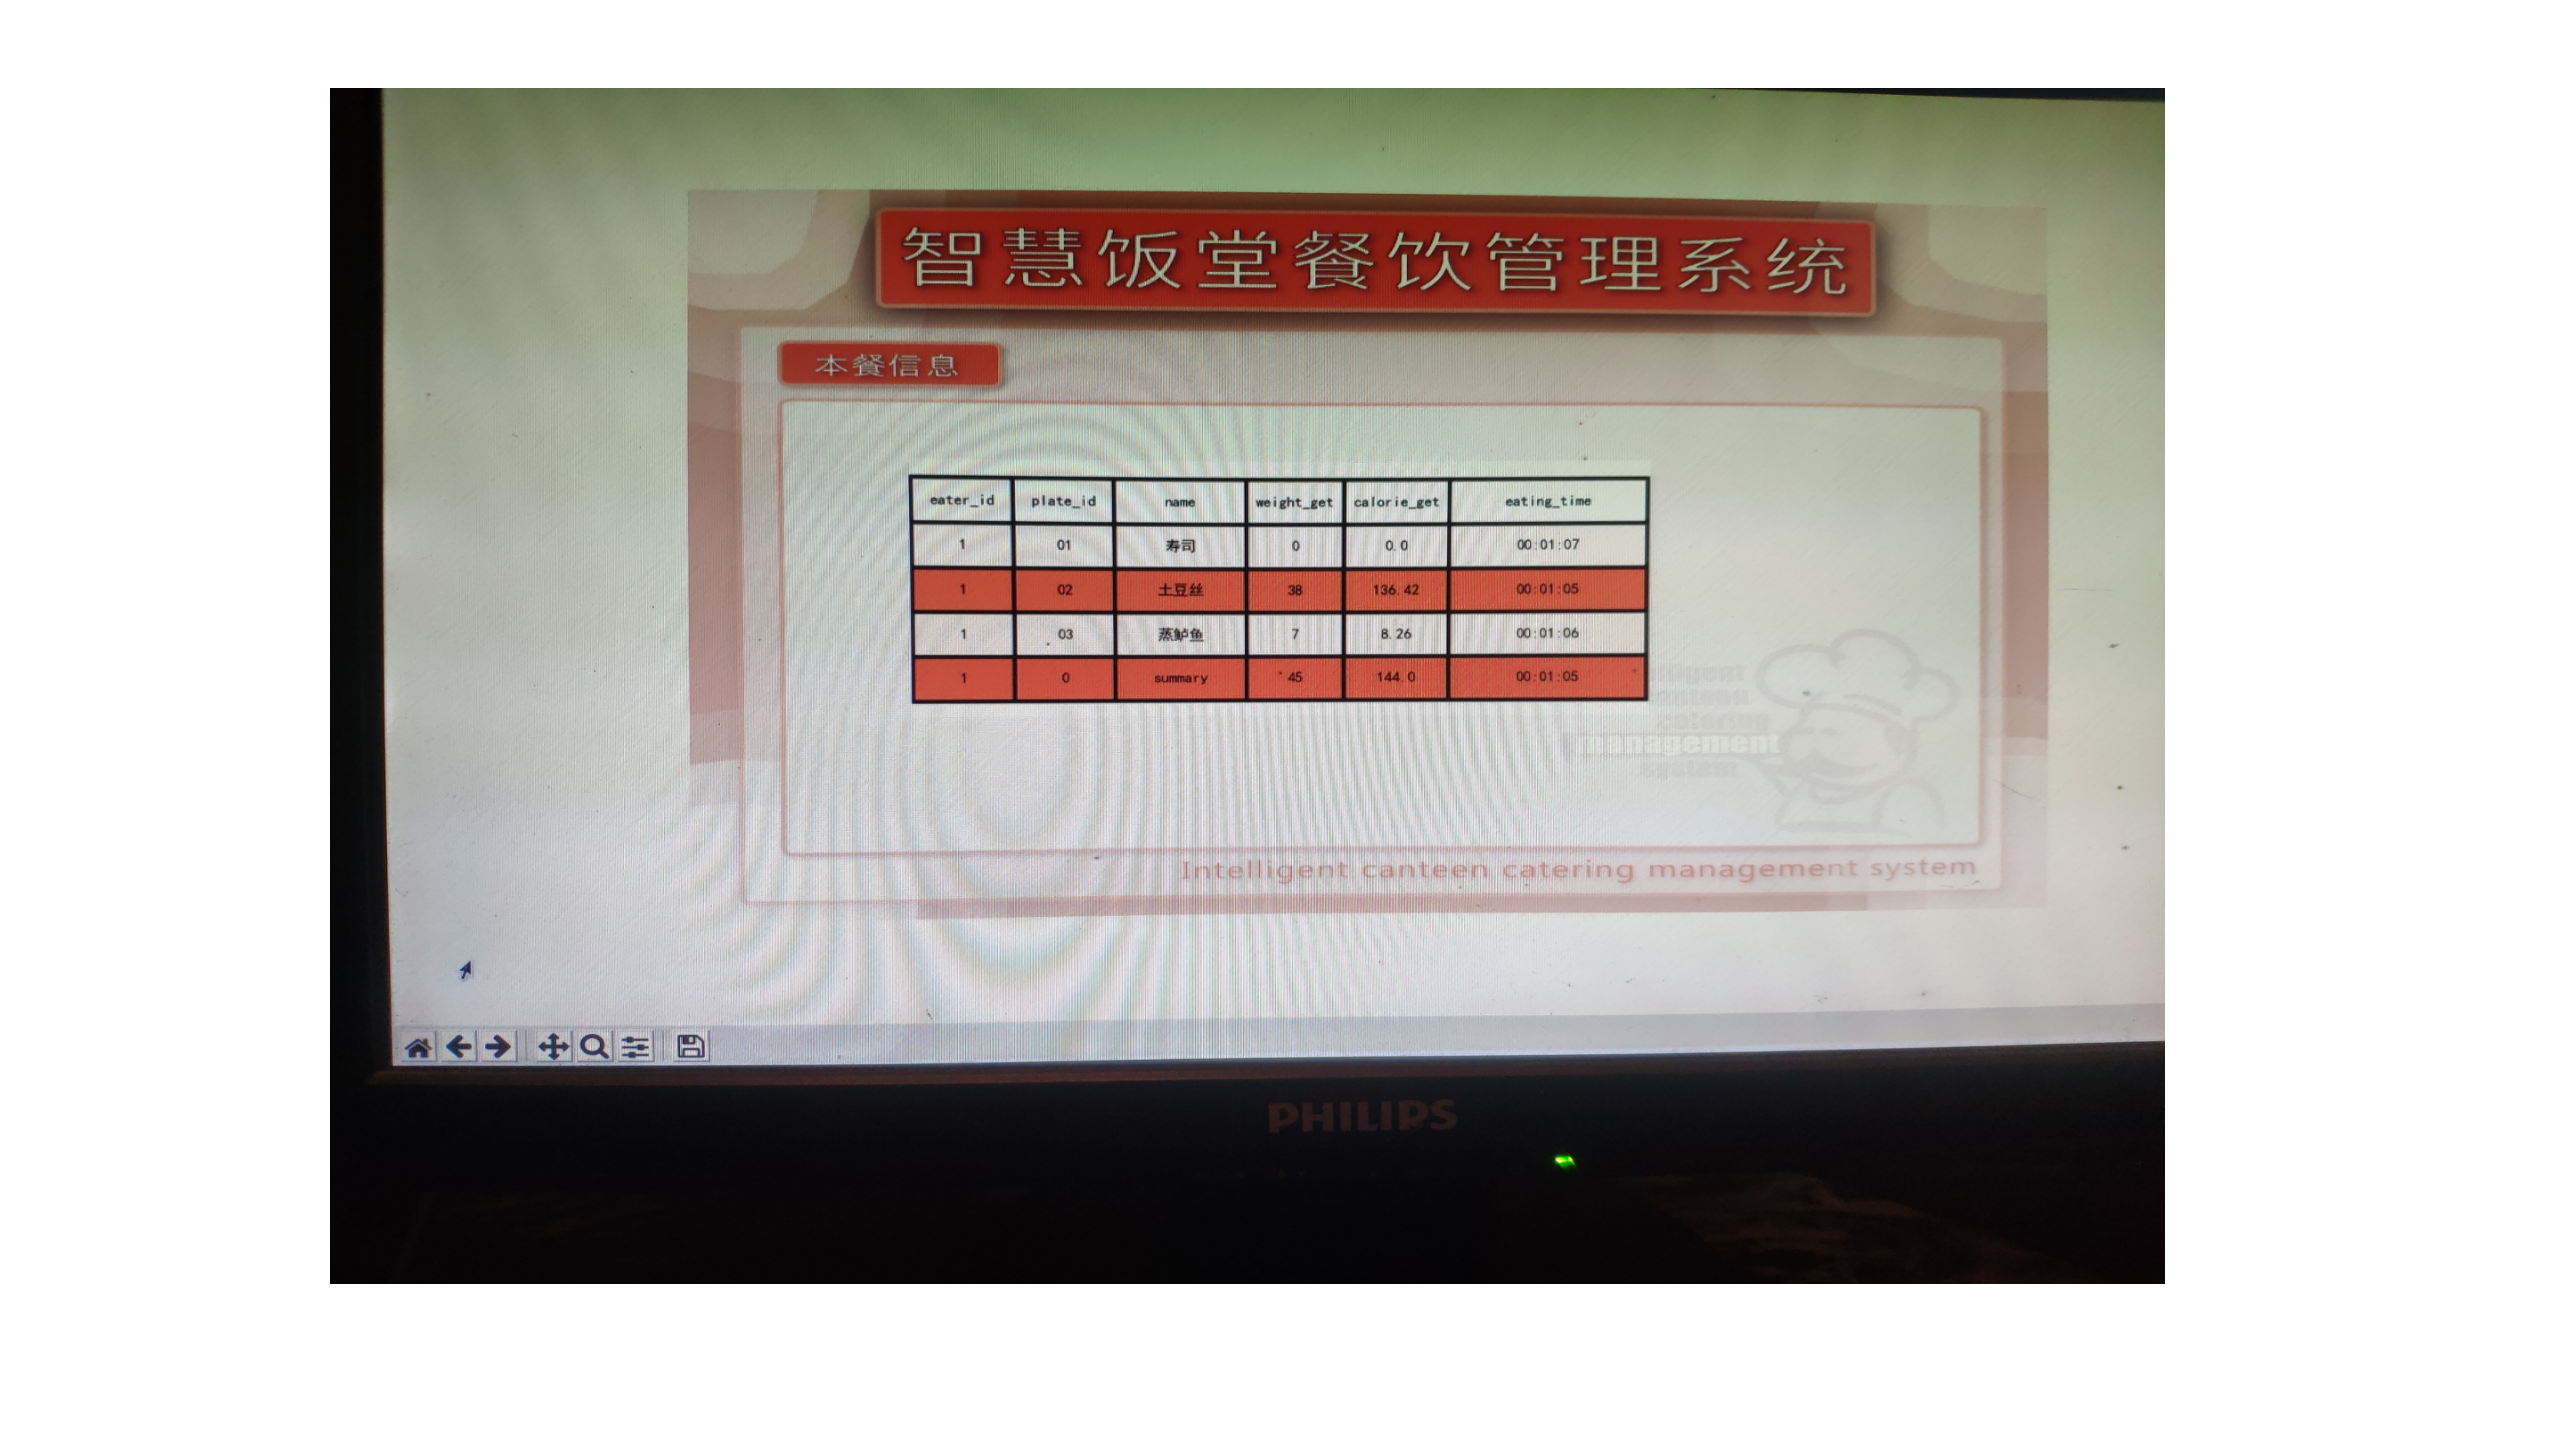 智慧饭堂餐饮管理系统
本餐信息
eater_id plate_id name weight_get calorie_get eating_time
1 01 寿司 0 0.0 00:01:07
1 02 土豆丝 38 136.42 00:01:05
1 03 蒸鲈鱼 7 8.26 00:01:06
1 0 summary 45 144.0 00:01:05
canteen
catering
management
system
Intelligent canteen catering management system
PHILIPS